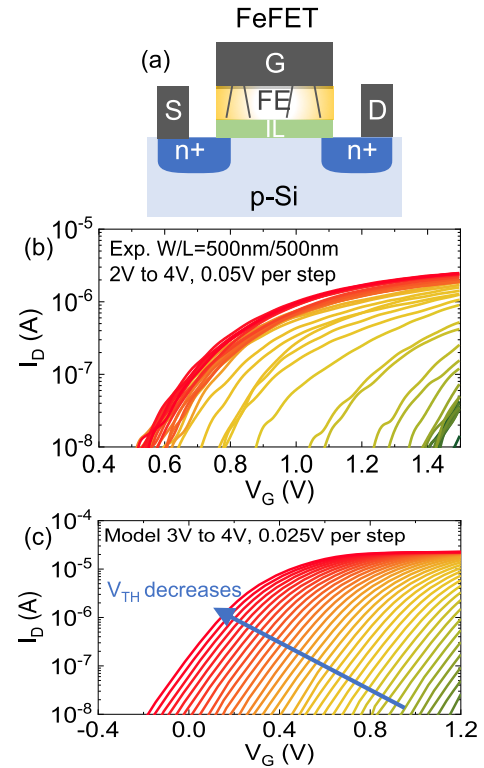 FeFET
(a)
G
S
FE
D
IL
n+
n+
p-Si
(b)
Exp. W/L=500nm/500nm
2V to 4V, 0.05V per step
I_D (A)
10^-5
10^-6
10^-7
10^-8
0.4 0.6 0.8 1.0 1.2 1.4
V_G (V)
(c)
Model 3V to 4V, 0.025V per step
V_TH decreases
I_D (A)
10^-4
10^-5
10^-6
10^-7
10^-8
-0.4 0.0 0.4 0.8 1.2
V_G (V)